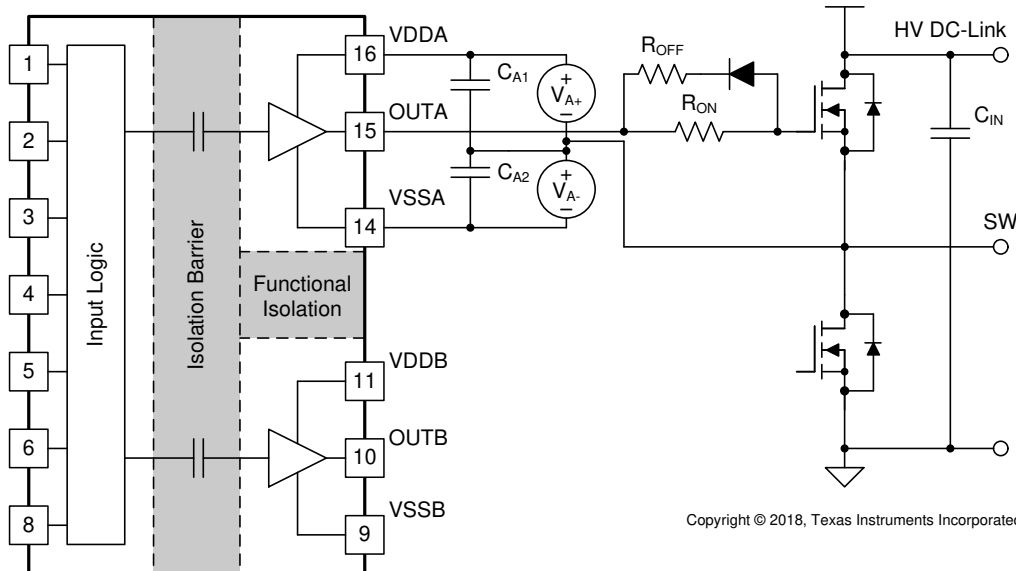 1
2
3
4
5
6
8
Input Logic
Isolation Barrier
Functional
Isolation
16
15
14
11
10
9
VDDA
OUTA
VSSA
VDDB
OUTB
VSSB
CA1
CA2
+
VA+
−
+
VA-
−
ROFF
RON
HV DC-Link
CIN
SW
Copyright © 2018, Texas Instruments Incorporated